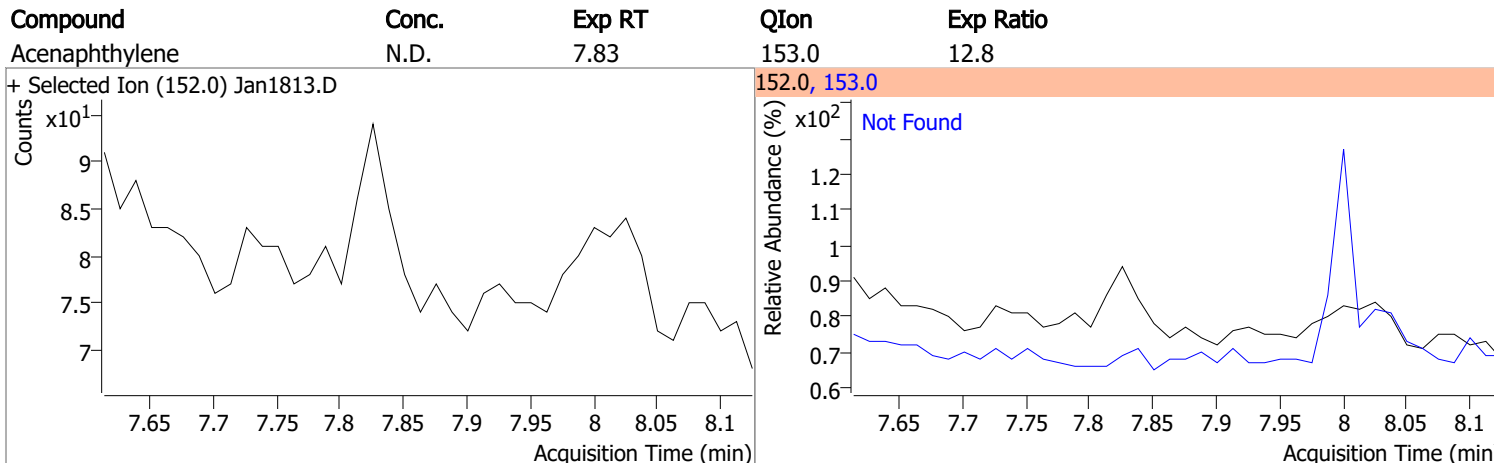 Compound Conc. Exp RT QIon Exp Ratio
Acenaphthylene N.D. 7.83 153.0 12.8
+ Selected Ion (152.0) Jan1813.D
Counts
x10¹
9
8.5
8
7.5
7
7.65 7.7 7.75 7.8 7.85 7.9 7.95 8 8.05 8.1
Acquisition Time (min)
152.0, 153.0
Relative Abundance (%)
x10²
Not Found
1.2
1.1
1
0.9
0.8
0.7
0.6
7.65 7.7 7.75 7.8 7.85 7.9 7.95 8 8.05 8.1
Acquisition Time (min